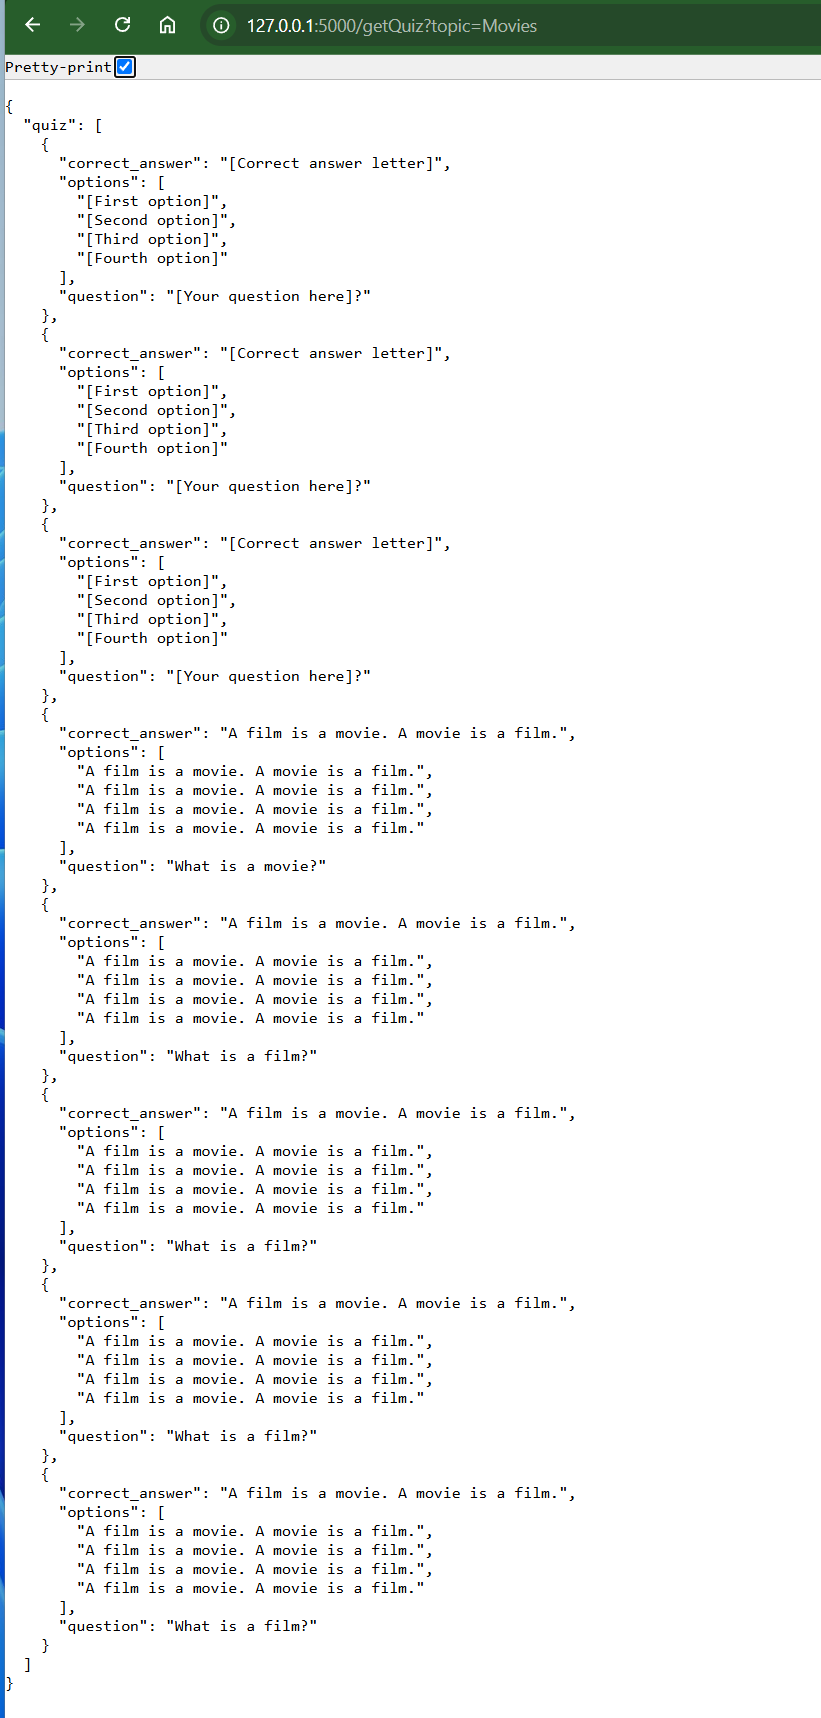 127.0.0.1:5000/getQuiz?topic=Movies
Pretty-print
{
  "quiz": [
    {
      "correct_answer": "[Correct answer letter]",
      "options": [
        "[First option]",
        "[Second option]",
        "[Third option]",
        "[Fourth option]"
      ],
      "question": "[Your question here]?"
    },
    {
      "correct_answer": "[Correct answer letter]",
      "options": [
        "[First option]",
        "[Second option]",
        "[Third option]",
        "[Fourth option]"
      ],
      "question": "[Your question here]?"
    },
    {
      "correct_answer": "[Correct answer letter]",
      "options": [
        "[First option]",
        "[Second option]",
        "[Third option]",
        "[Fourth option]"
      ],
      "question": "[Your question here]?"
    },
    {
      "correct_answer": "A film is a movie. A movie is a film.",
      "options": [
        "A film is a movie. A movie is a film.",
        "A film is a movie. A movie is a film.",
        "A film is a movie. A movie is a film.",
        "A film is a movie. A movie is a film."
      ],
      "question": "What is a movie?"
    },
    {
      "correct_answer": "A film is a movie. A movie is a film.",
      "options": [
        "A film is a movie. A movie is a film.",
        "A film is a movie. A movie is a film.",
        "A film is a movie. A movie is a film.",
        "A film is a movie. A movie is a film."
      ],
      "question": "What is a film?"
    },
    {
      "correct_answer": "A film is a movie. A movie is a film.",
      "options": [
        "A film is a movie. A movie is a film.",
        "A film is a movie. A movie is a film.",
        "A film is a movie. A movie is a film.",
        "A film is a movie. A movie is a film."
      ],
      "question": "What is a film?"
    },
    {
      "correct_answer": "A film is a movie. A movie is a film.",
      "options": [
        "A film is a movie. A movie is a film.",
        "A film is a movie. A movie is a film.",
        "A film is a movie. A movie is a film.",
        "A film is a movie. A movie is a film."
      ],
      "question": "What is a film?"
    },
    {
      "correct_answer": "A film is a movie. A movie is a film.",
      "options": [
        "A film is a movie. A movie is a film.",
        "A film is a movie. A movie is a film.",
        "A film is a movie. A movie is a film.",
        "A film is a movie. A movie is a film."
      ],
      "question": "What is a film?"
    }
  ]
}